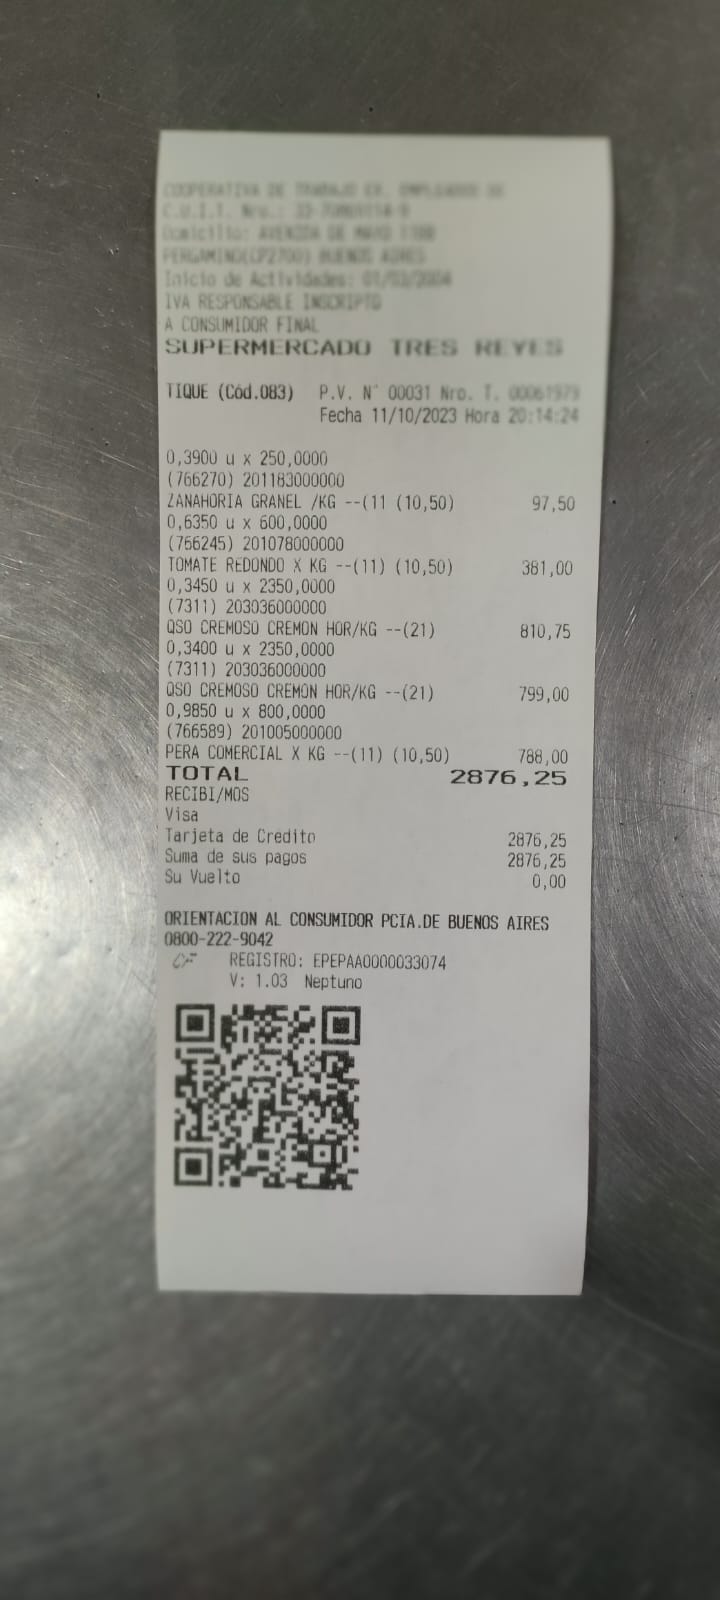 COOPERATIVA DE TRABAJO EX. EMPLEADOS DE
C.U.I.T. Nro.:
Domicilio: AVENIDA DE MAYO
PERGAMINO(CP2700) BUENOS AIRES
Inicio de Actividades: 01/03/2004
IVA RESPONSABLE INSCRIPTO
A CONSUMIDOR FINAL
SUPERMERCADO TRES REYES
TIQUE (Cód.083) P.V. N° 00031 Nro. T. 00061979
Fecha 11/10/2023 Hora 20:14:24
0,3900 u x 250,0000
(766270) 201183000000
ZANAHORIA GRANEL /KG --(11 (10,50) 97,50
0,6350 u x 600,0000
(766245) 201078000000
TOMATE REDONDO X KG --(11) (10,50) 381,00
0,3450 u x 2350,0000
(7311) 203036000000
QSO CREMOSO CREMON HOR/KG --(21) 810,75
0,3400 u x 2350,0000
(7311) 203036000000
QSO CREMOSO CREMON HOR/KG --(21) 799,00
0,9850 u x 800,0000
(766589) 201005000000
PERA COMERCIAL X KG --(11) (10,50) 788,00
TOTAL 2876,25
RECIBI/MOS
Visa
Tarjeta de Credito 2876,25
Suma de sus pagos 2876,25
Su Vuelto 0,00
ORIENTACION AL CONSUMIDOR PCIA.DE BUENOS AIRES
0800-222-9042
REGISTRO: EPEPAA0000033074
V: 1.03 Neptuno